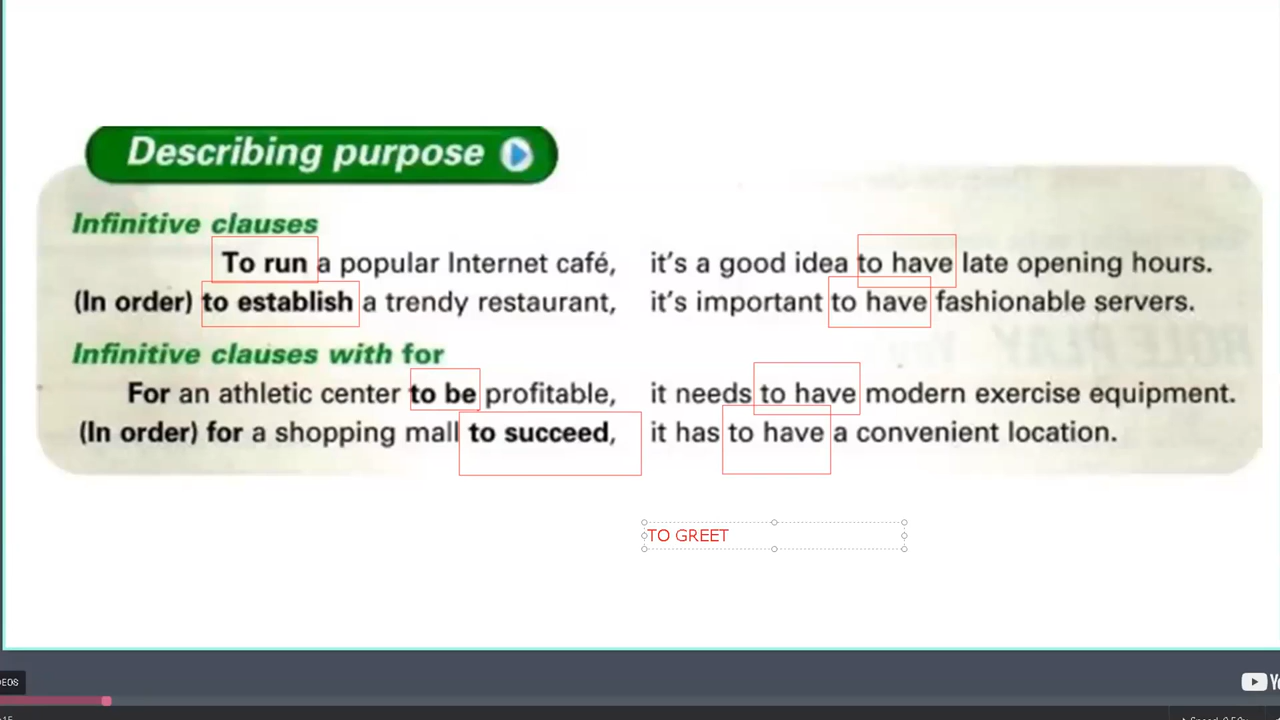 Describing purpose
Infinitive clauses
To run a popular Internet café, it's a good idea to have late opening hours.
(In order) to establish a trendy restaurant, it's important to have fashionable servers.
Infinitive clauses with for
For an athletic center to be profitable, it needs to have modern exercise equipment.
(In order) for a shopping mall to succeed, it has to have a convenient location.
TO GREET